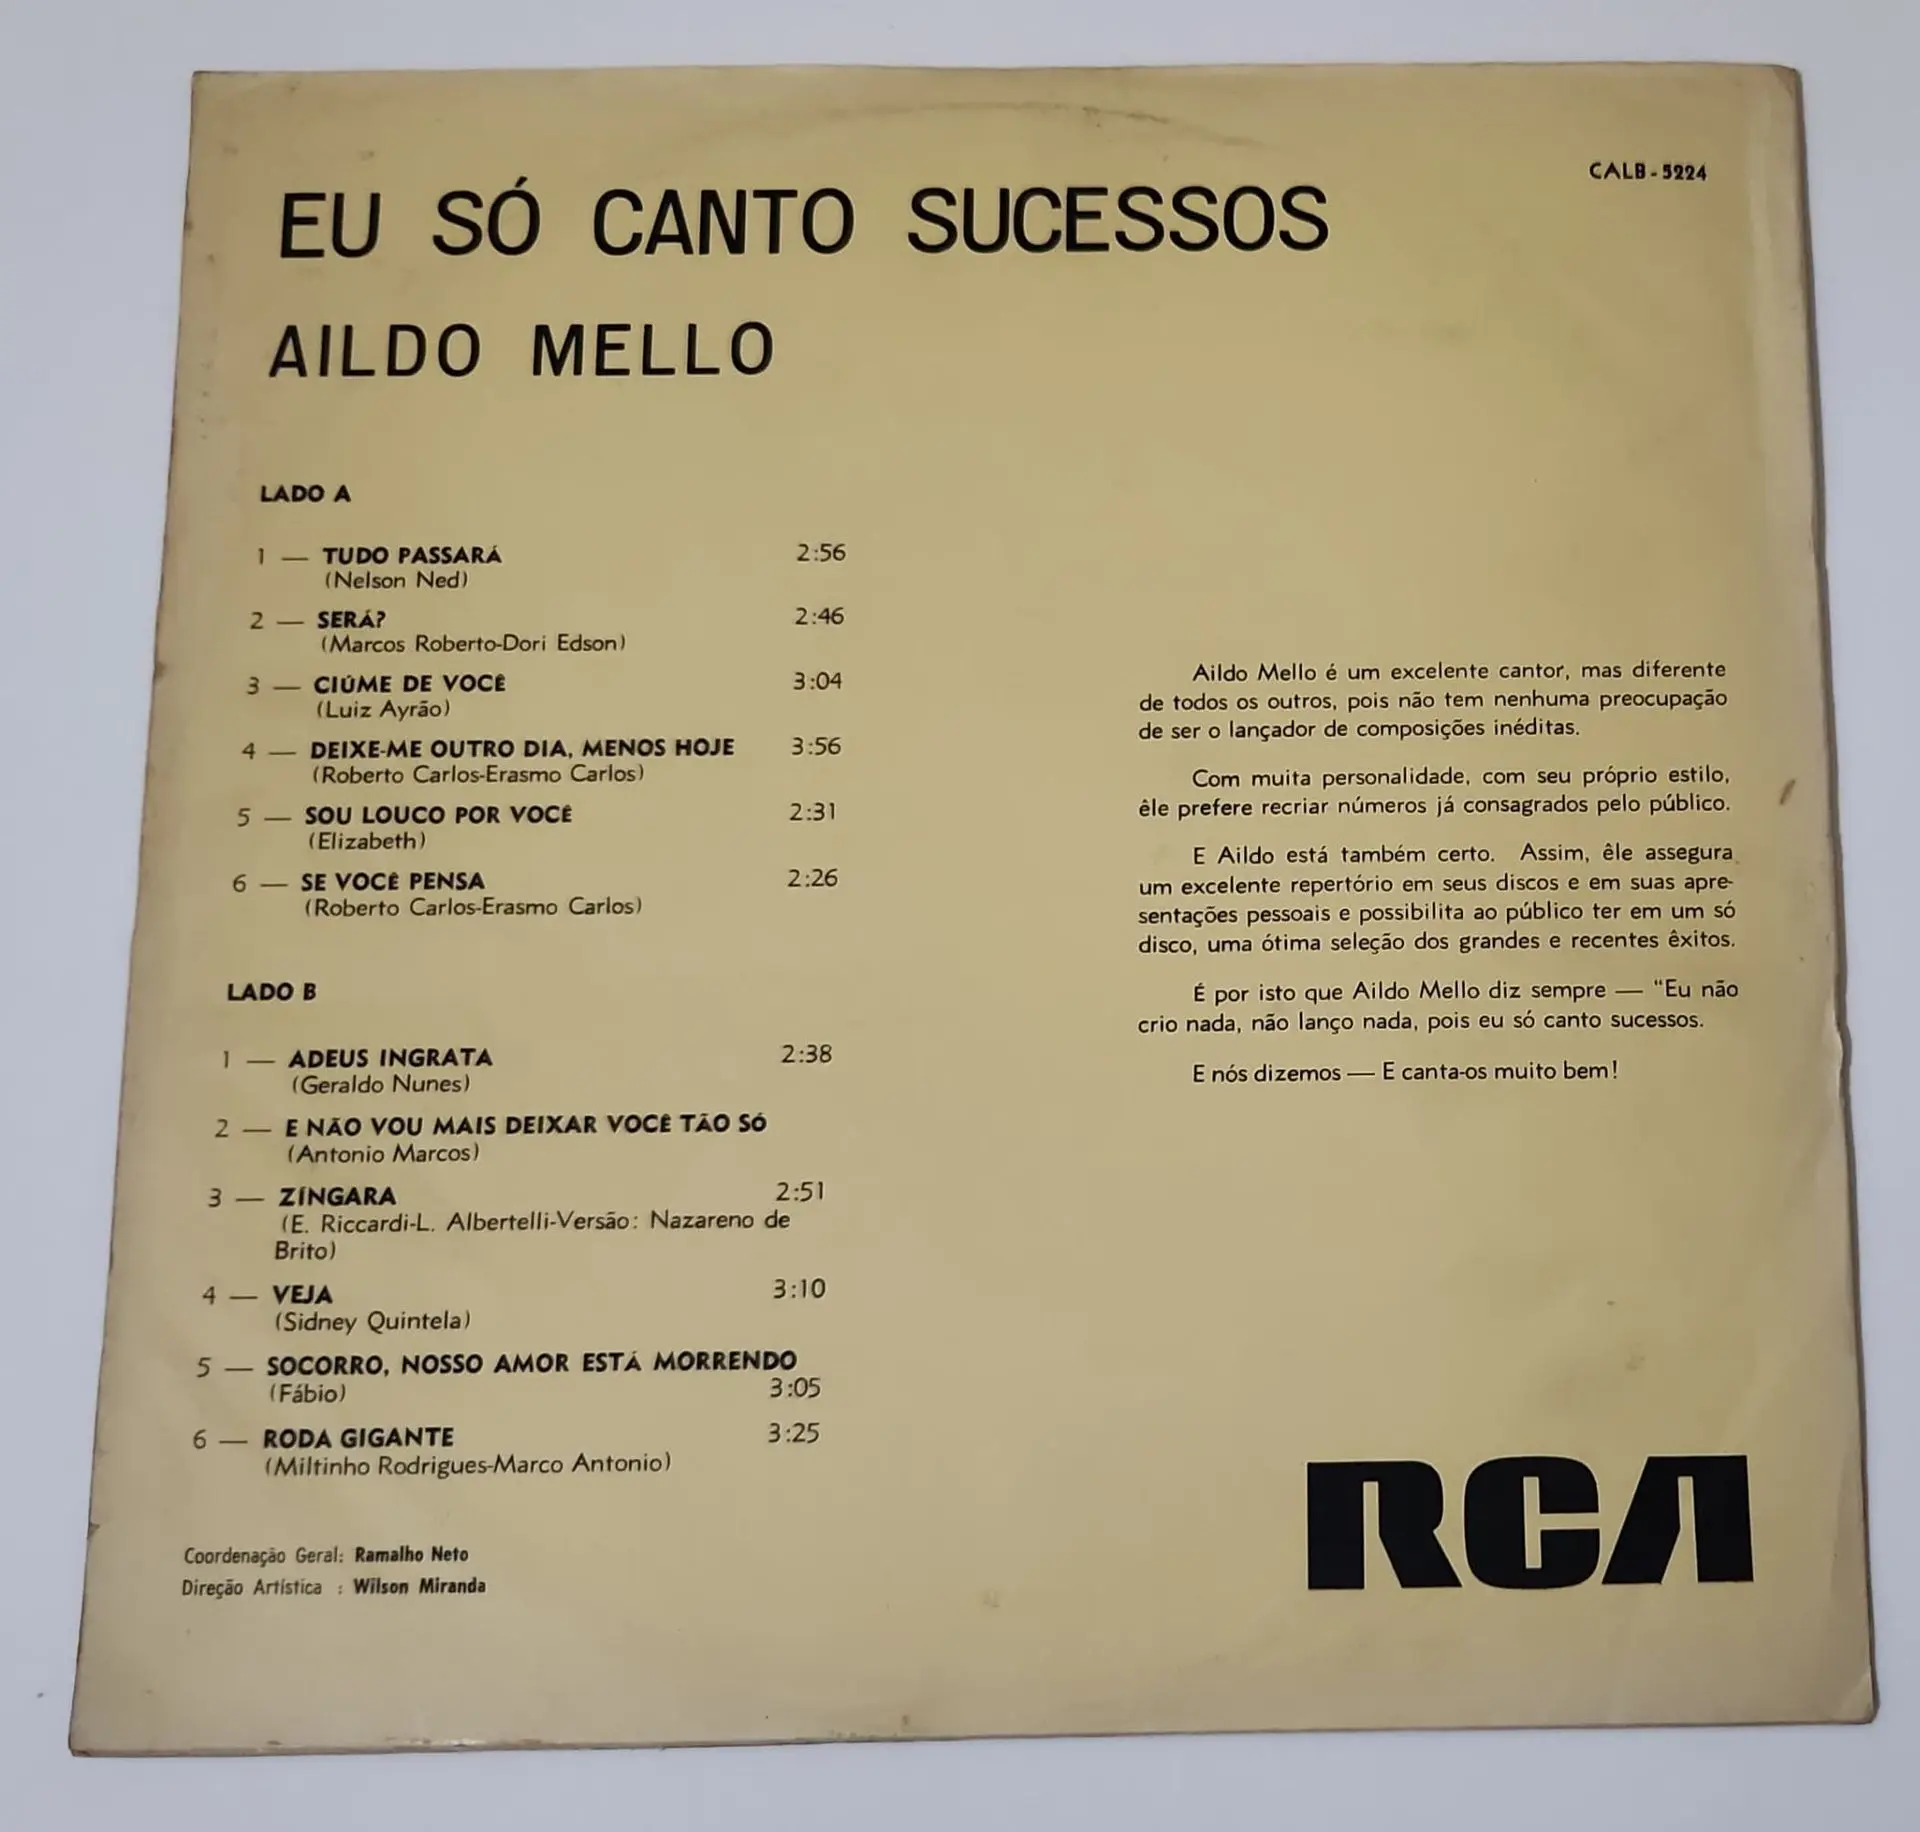 CALB - 5224
EU SÓ CANTO SUCESSOS
AILDO MELLO
LADO A
1 — TUDO PASSARÁ 2:56
(Nelson Ned)
2 — SERÁ? 2:46
(Marcos Roberto-Dori Edson)
3 — CIÚME DE VOCÊ 3:04
(Luiz Ayrão)
4 — DEIXE-ME OUTRO DIA, MENOS HOJE 3:56
(Roberto Carlos-Erasmo Carlos)
5 — SOU LOUCO POR VOCÊ 2:31
(Elizabeth)
6 — SE VOCÊ PENSA 2:26
(Roberto Carlos-Erasmo Carlos)
LADO B
1 — ADEUS INGRATA 2:38
(Geraldo Nunes)
2 — E NÃO VOU MAIS DEIXAR VOCÊ TÃO SÓ
(Antonio Marcos)
3 — ZÍNGARA 2:51
(E. Riccardi-L. Albertelli-Versão: Nazareno de
Brito)
4 — VEJA 3:10
(Sidney Quintela)
5 — SOCORRO, NOSSO AMOR ESTÁ MORRENDO
(Fábio) 3:05
6 — RODA GIGANTE 3:25
(Miltinho Rodrigues-Marco Antonio)
Coordenação Geral: Ramalho Neto
Direção Artística : Wilson Miranda
Aildo Mello é um excelente cantor, mas diferente
de todos os outros, pois não tem nenhuma preocupação
de ser o lançador de composições inéditas.
Com muita personalidade, com seu próprio estilo,
êle prefere recriar números já consagrados pelo público.
E Aildo está também certo. Assim, êle assegura
um excelente repertório em seus discos e em suas apre-
sentações pessoais e possibilita ao público ter em um só
disco, uma ótima seleção dos grandes e recentes êxitos.
É por isto que Aildo Mello diz sempre — "Eu não
crio nada, não lanço nada, pois eu só canto sucessos.
E nós dizemos — E canta-os muito bem!
RCA